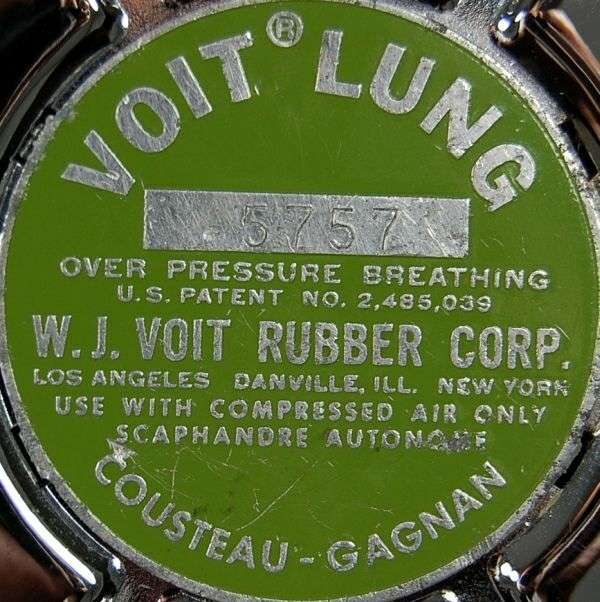 VOIT® LUNG
5757
OVER PRESSURE BREATHING
U.S. PATENT NO. 2,485,039
W.J. VOIT RUBBER CORP.
LOS ANGELES DANVILLE, ILL. NEW YORK
USE WITH COMPRESSED AIR ONLY
SCAPHANDRE AUTONOME
COUSTEAU-GAGNAN